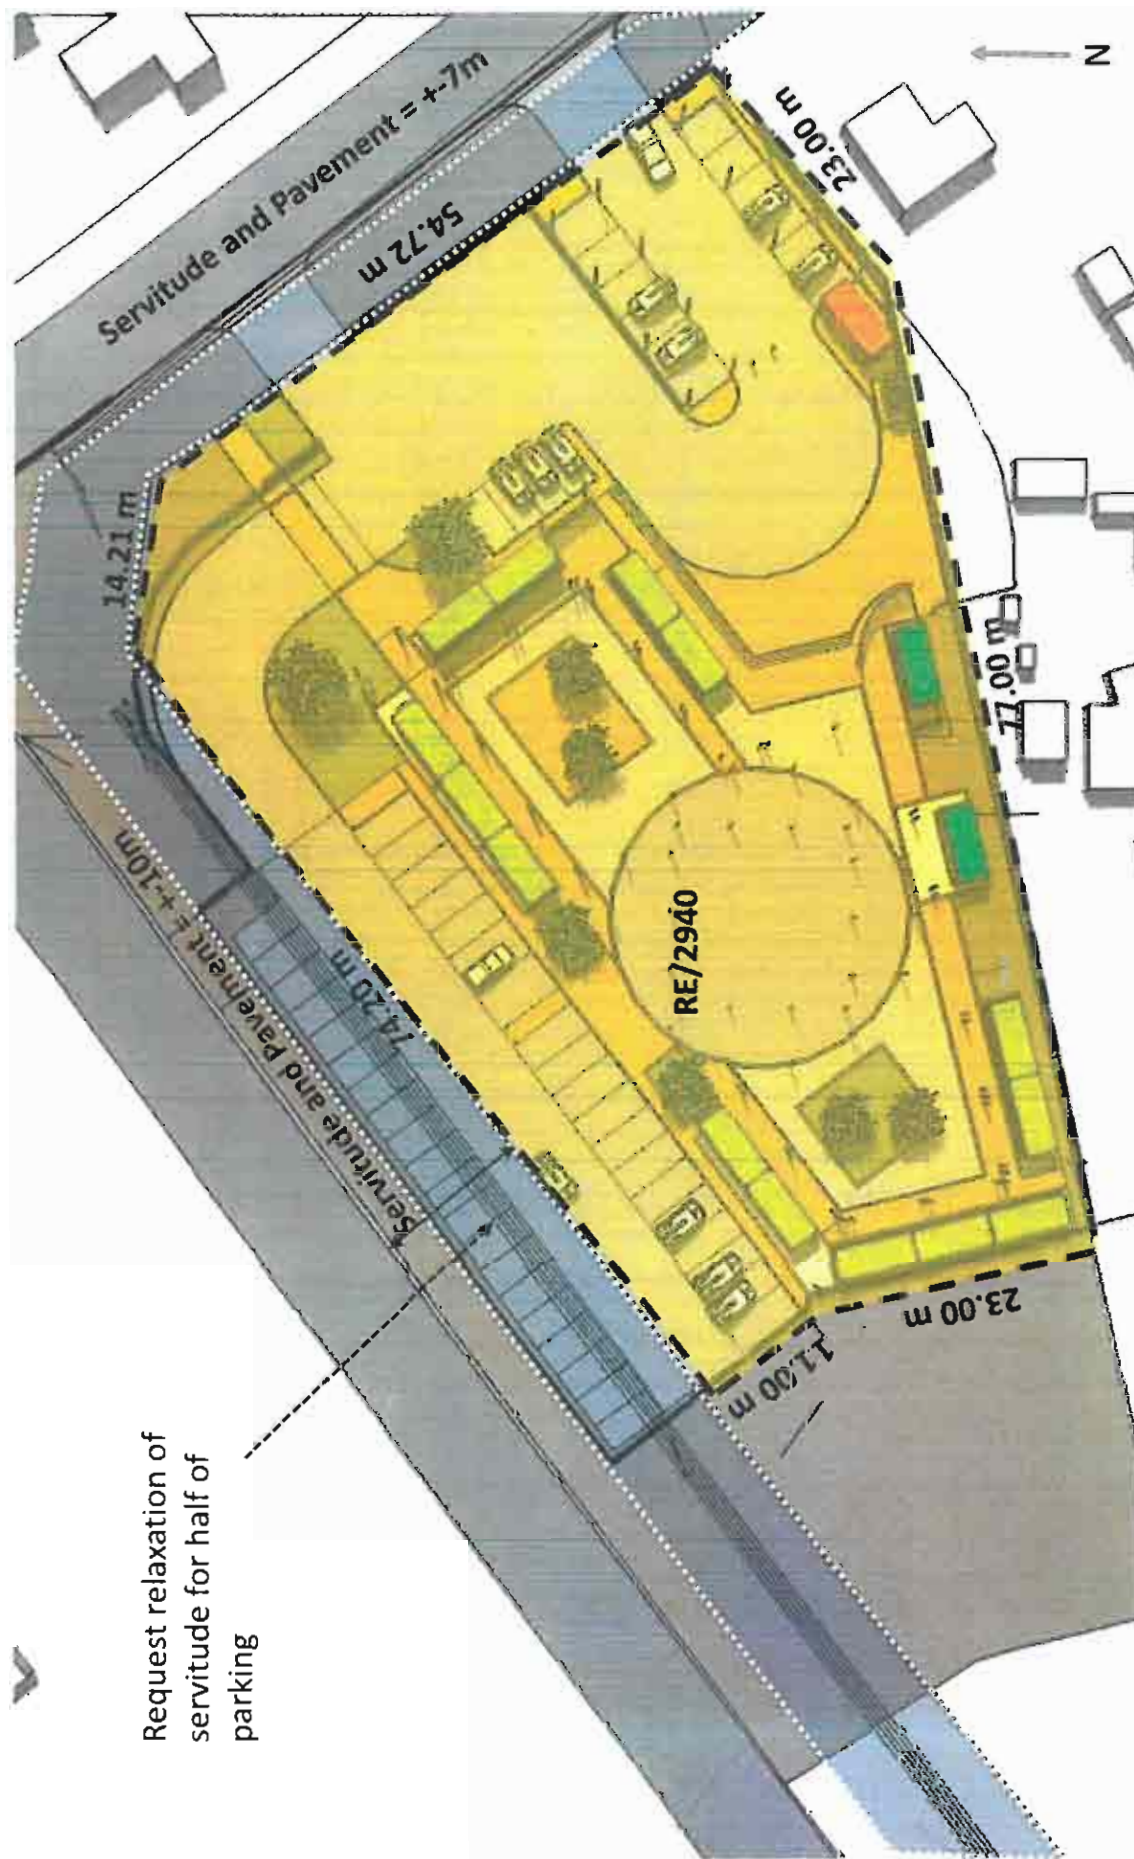 Request relaxation of
servitude for half of
parking
Servitude and Pavement = +-10m
Servitude and Pavement = +-7m
14.21 m
54.72 m
74.20 m
23.00 m
RE/2940
77.00 m
11.00 m
23.00 m
N